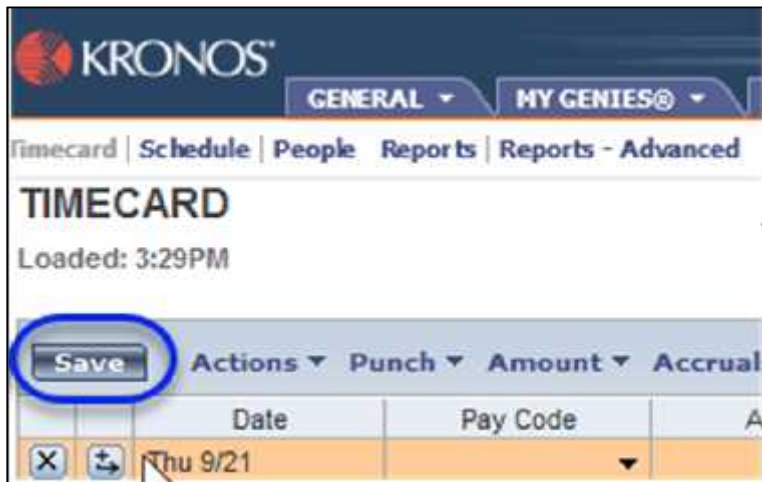 KRONOS®
GENERAL MY GENIES®
Timecard | Schedule | People Reports | Reports - Advanced
TIMECARD
Loaded: 3:29PM
Save Actions Punch Amount Accrual
Date Pay Code A
Thu 9/21